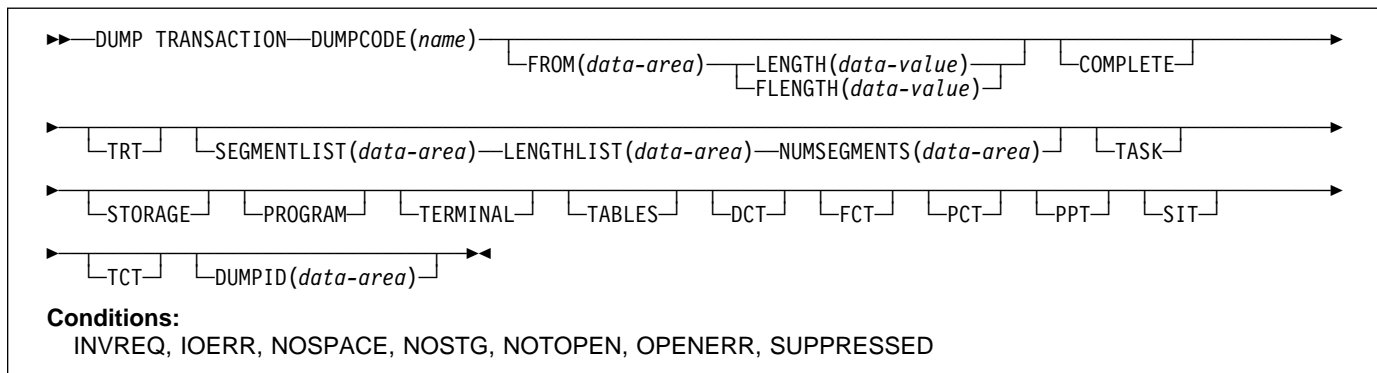 DUMP TRANSACTION DUMPCODE(name)
FROM(data-area) LENGTH(data-value) COMPLETE
FLENGTH(data-value)
TRT SEGMENTLIST(data-area) LENGTHLIST(data-area) NUMSEGMENTS(data-area) TASK
STORAGE PROGRAM TERMINAL TABLES DCT FCT PCT PPT SIT
TCT DUMPID(data-area)
Conditions:
INVREQ, IOERR, NOSPACE, NOSTG, NOTOPEN, OPENERR, SUPPRESSED